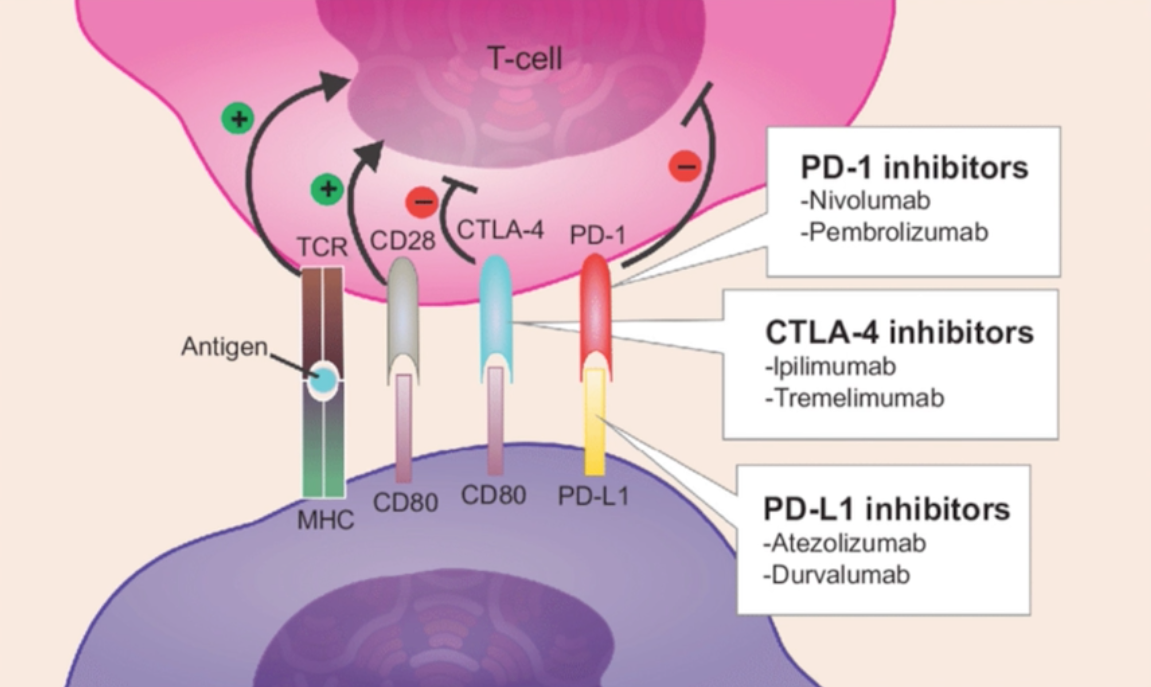 T-cell
+
+
−
−
TCR
CD28
CTLA-4
PD-1
Antigen
MHC
CD80
CD80
PD-L1
PD-1 inhibitors
-Nivolumab
-Pembrolizumab
CTLA-4 inhibitors
-Ipilimumab
-Tremelimumab
PD-L1 inhibitors
-Atezolizumab
-Durvalumab